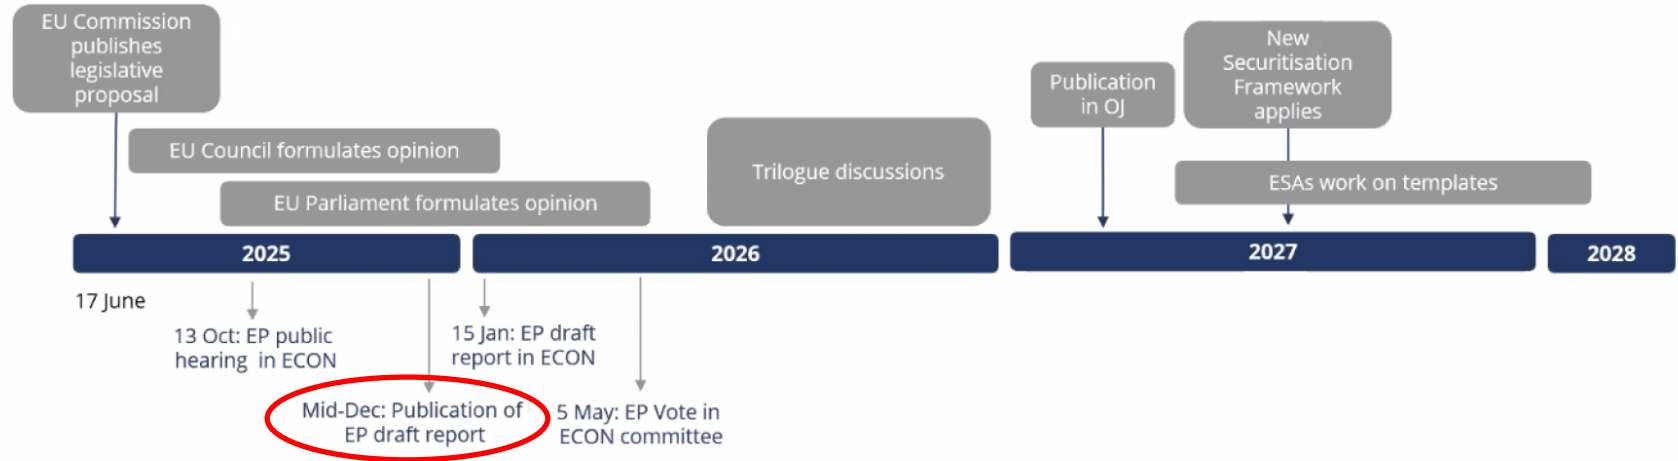 EU Commission
publishes
legislative
proposal
EU Council formulates opinion
EU Parliament formulates opinion
Trilogue discussions
Publication
in OJ
New
Securitisation
Framework
applies
ESAs work on templates
2025
2026
2027
2028
17 June
13 Oct: EP public
hearing in ECON
15 Jan: EP draft
report in ECON
Mid-Dec: Publication of
EP draft report
5 May: EP Vote in
ECON committee